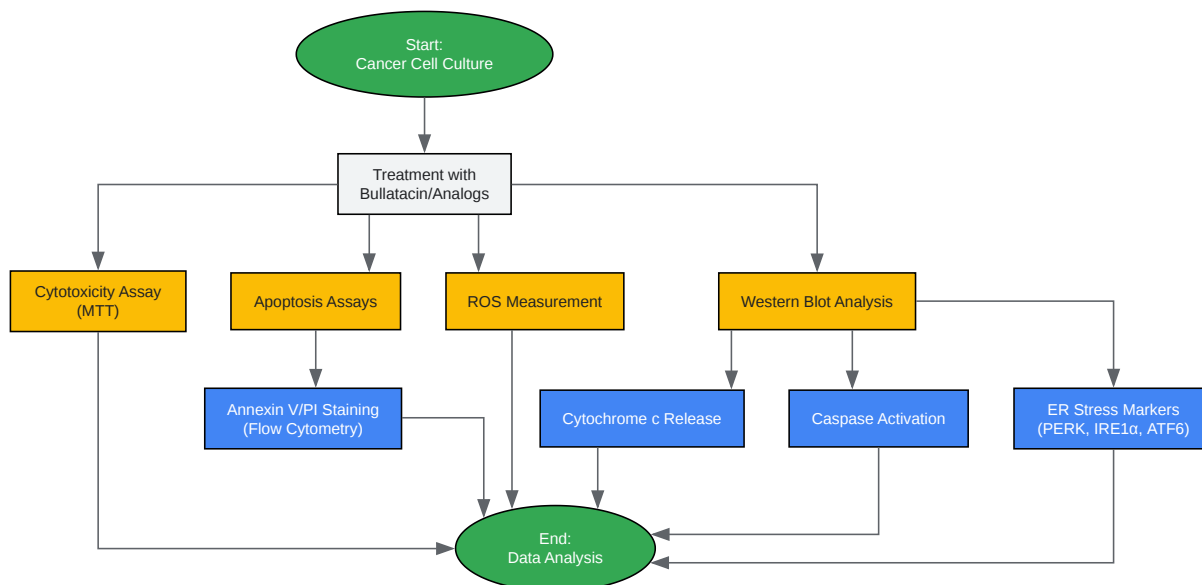 Start:
Cancer Cell Culture
Treatment with
Bullatacin/Analogs
Cytotoxicity Assay
(MTT)
Apoptosis Assays
ROS Measurement
Western Blot Analysis
Annexin V/PI Staining
(Flow Cytometry)
Cytochrome c Release
Caspase Activation
ER Stress Markers
(PERK, IRE1α, ATF6)
End:
Data Analysis